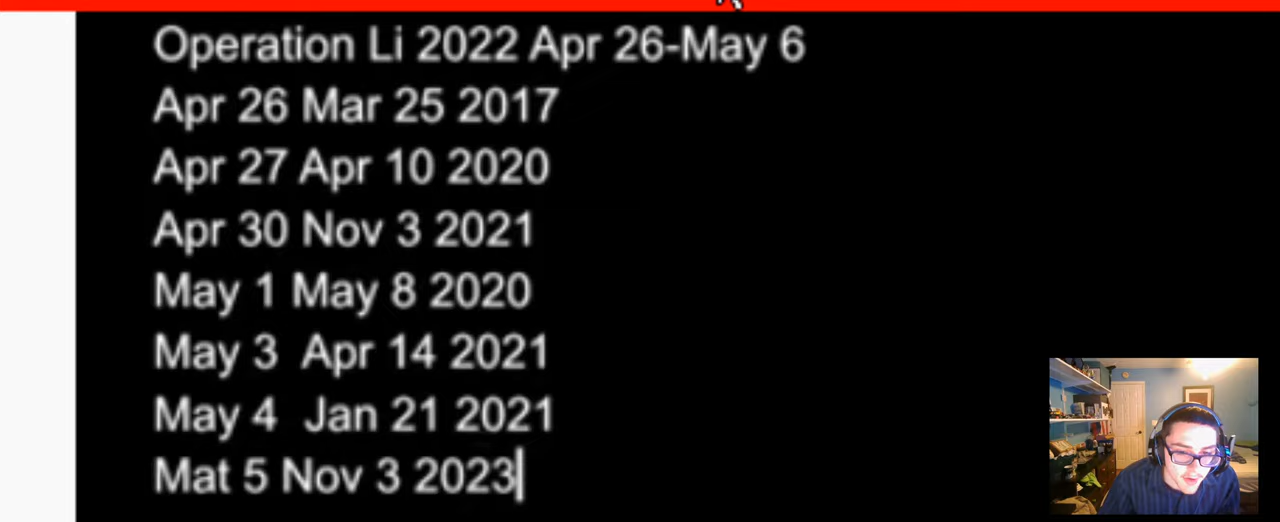 Operation Li 2022 Apr 26-May 6
Apr 26 Mar 25 2017
Apr 27 Apr 10 2020
Apr 30 Nov 3 2021
May 1 May 8 2020
May 3  Apr 14 2021
May 4  Jan 21 2021
Mat 5 Nov 3 2023